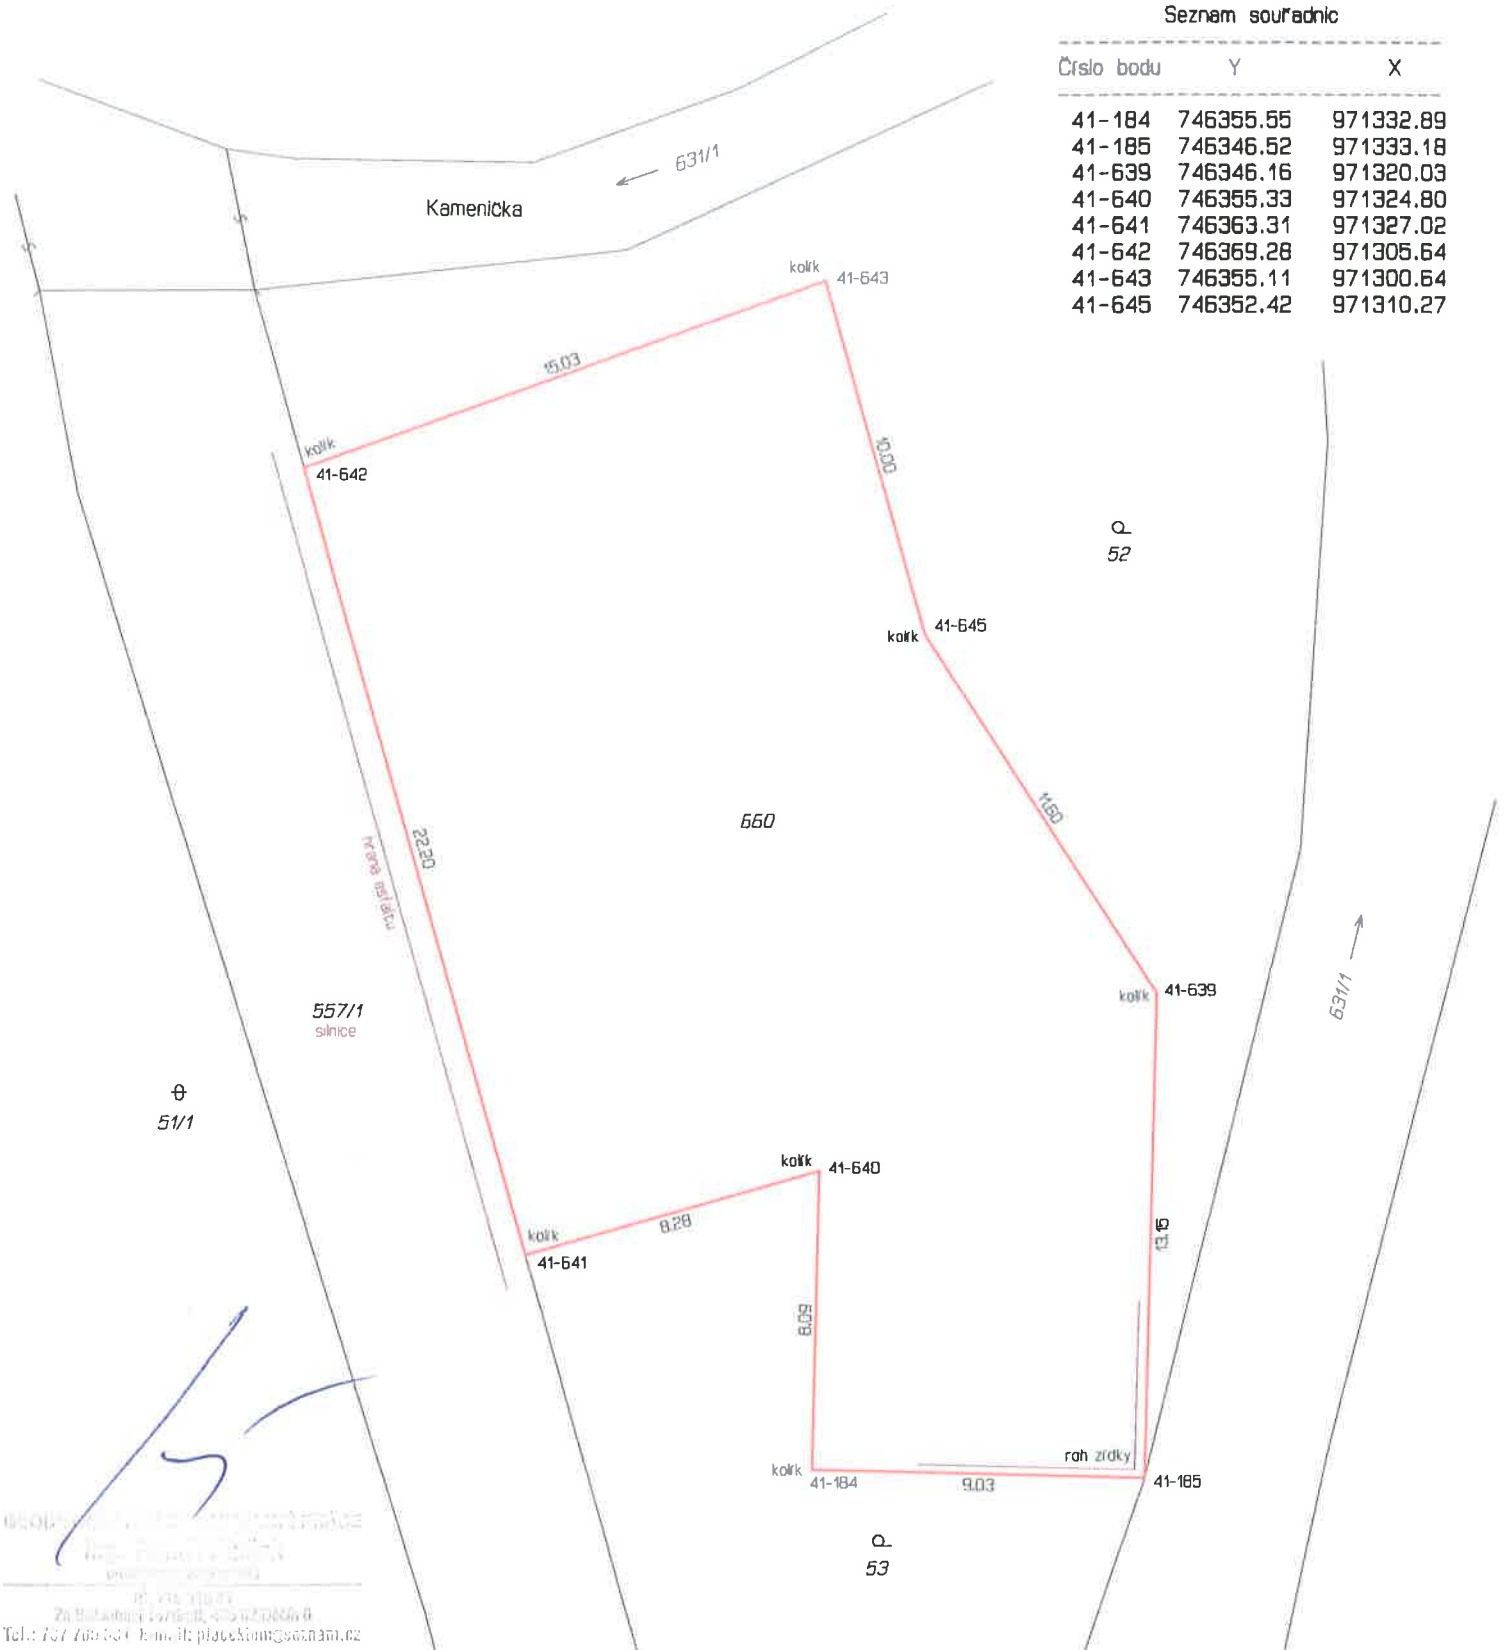 Seznam souřadnic
Číslo bodu Y X
41-184 746355.55 971332.89
41-185 746346.52 971333.18
41-639 746346.16 971320.03
41-640 746355.33 971324.80
41-641 746363.31 971327.02
41-642 746369.28 971305.64
41-643 746355.11 971300.64
41-645 746352.42 971310.27
631/1
Kamenička
S
S
kolík
41-643
15.03
kolík
41-642
10.00
52
41-645
kolík
11.60
660
22.20
hrana asfaltu
41-639
kolík
631/1
557/1
silnice
51/1
kolík
41-640
8.28
kolík
41-641
13.15
8.09
roh zídky
kolík
41-184
9.03
41-185
53